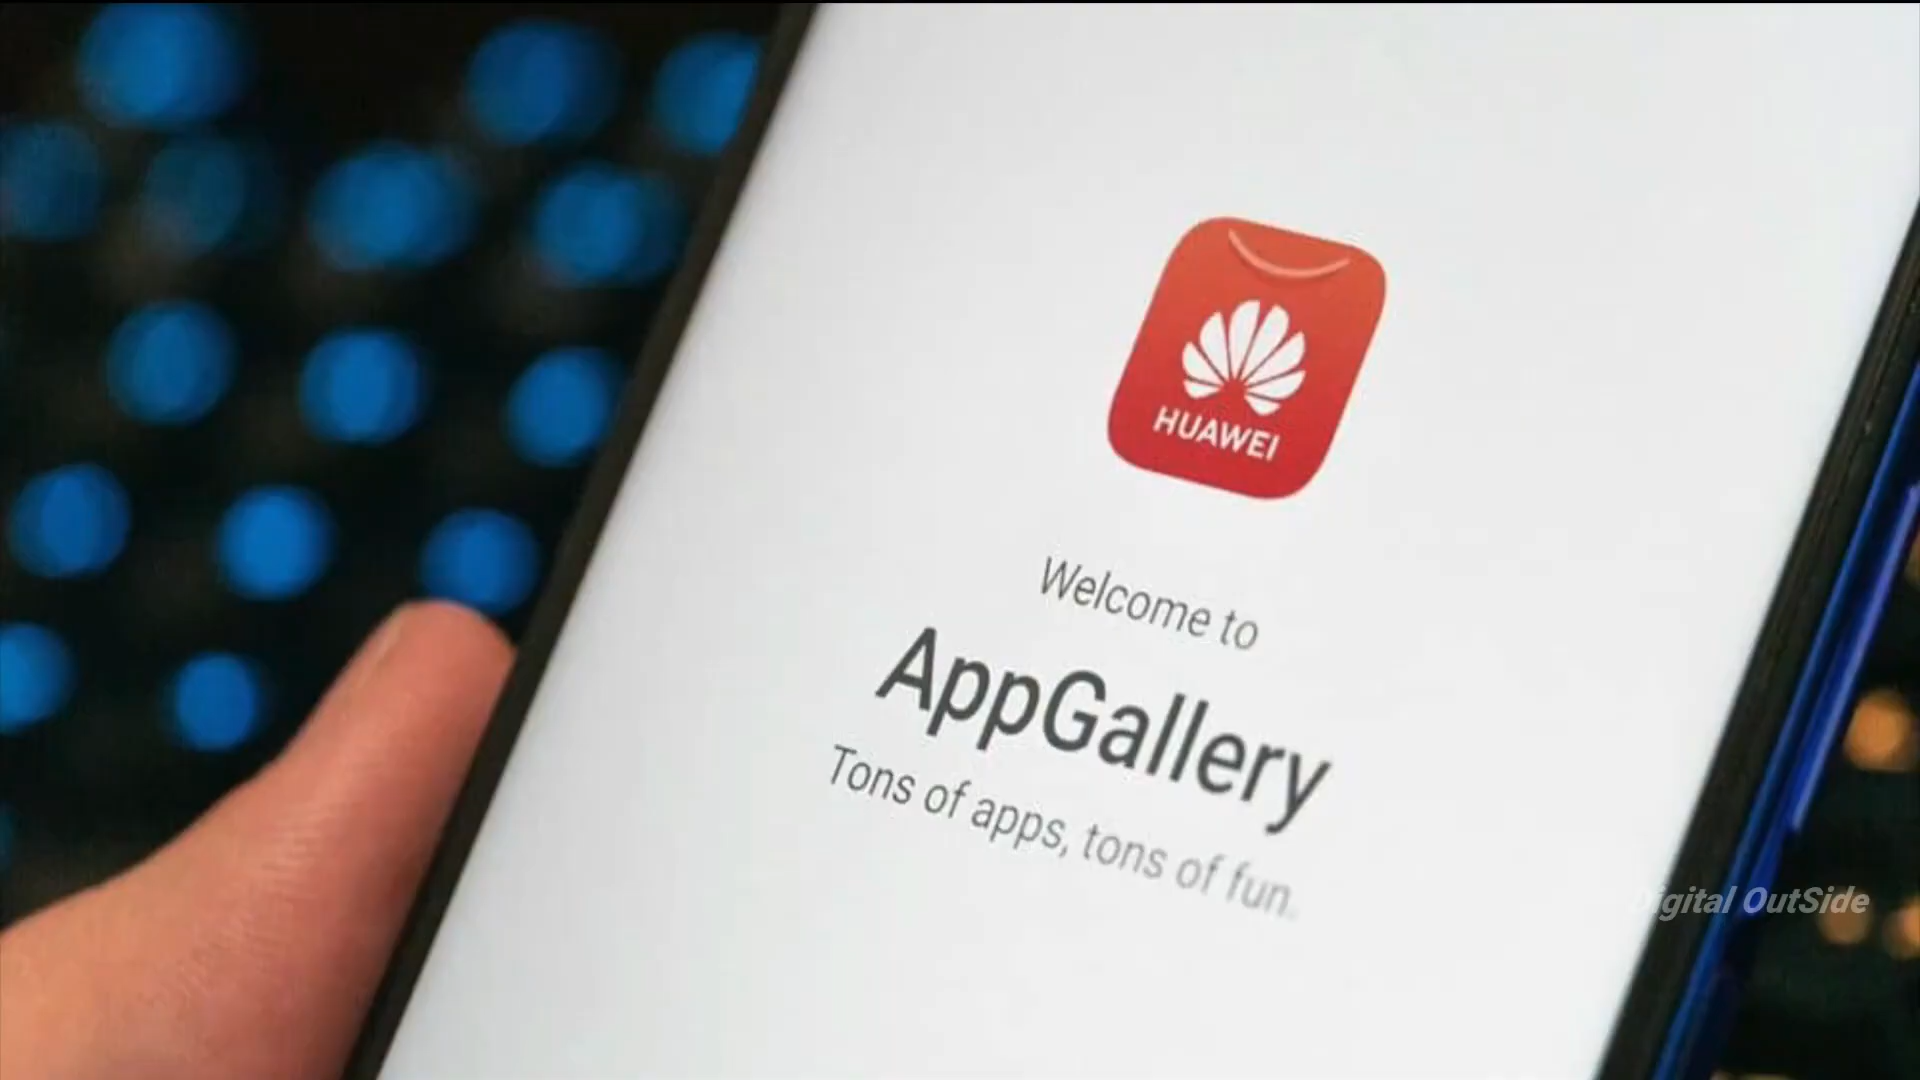 HUAWEI
Welcome to
AppGallery
Tons of apps, tons of fun.
Digital OutSide